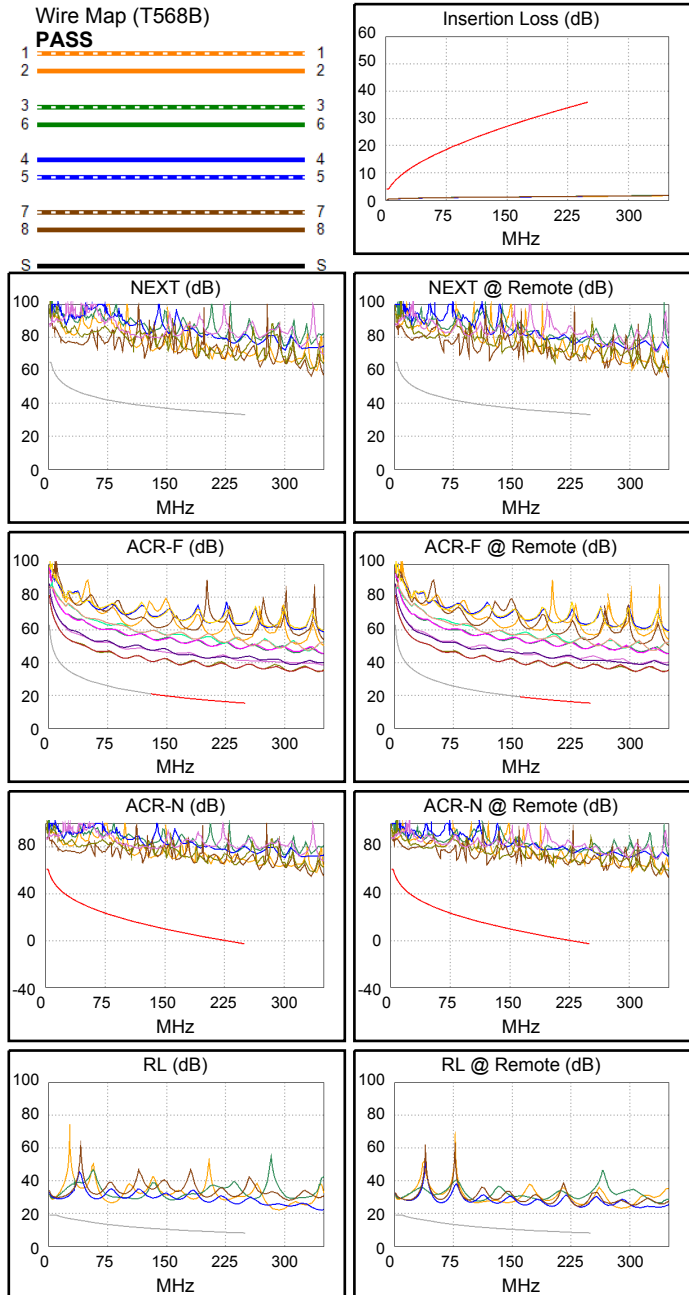 Wire Map (T568B)
PASS
1 1
2 2
3 3
6 6
4 4
5 5
7 7
8 8
S S
Insertion Loss (dB)
60
50
40
30
20
10
0
0 75 150 225 300
MHz
NEXT (dB)
100
80
60
40
20
0
0 75 150 225 300
MHz
NEXT @ Remote (dB)
100
80
60
40
20
0
0 75 150 225 300
MHz
ACR-F (dB)
100
80
60
40
20
0
0 75 150 225 300
MHz
ACR-F @ Remote (dB)
100
80
60
40
20
0
0 75 150 225 300
MHz
ACR-N (dB)
80
40
0
-40
0 75 150 225 300
MHz
ACR-N @ Remote (dB)
80
40
0
-40
0 75 150 225 300
MHz
RL (dB)
100
80
60
40
20
0
0 75 150 225 300
MHz
RL @ Remote (dB)
100
80
60
40
20
0
0 75 150 225 300
MHz